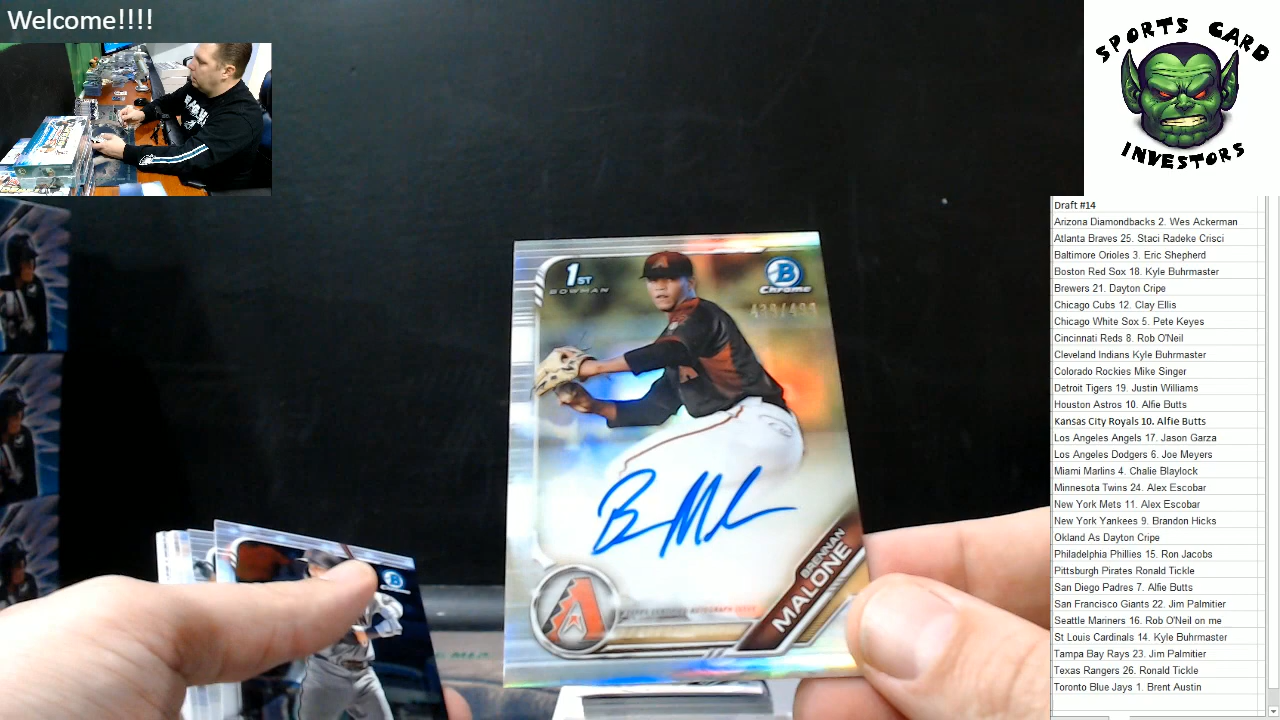 Welcome!!!!
SPORTS CARD
INVESTORS
1ST
BOWMAN
B
Chrome
439/499
BRENNAN
MALONE
A
B
Chrome
Draft #14
Arizona Diamondbacks 2. Wes Ackerman
Atlanta Braves 25. Staci Radeke Crisci
Baltimore Orioles 3. Eric Shepherd
Boston Red Sox 18. Kyle Buhrmaster
Brewers 21. Dayton Cripe
Chicago Cubs 12. Clay Ellis
Chicago White Sox 5. Pete Keyes
Cincinnati Reds 8. Rob O'Neil
Cleveland Indians Kyle Buhrmaster
Colorado Rockies Mike Singer
Detroit Tigers 19. Justin Williams
Houston Astros 10. Alfie Butts
Kansas City Royals 10. Alfie Butts
Los Angeles Angels 17. Jason Garza
Los Angeles Dodgers 6. Joe Meyers
Miami Marlins 4. Chalie Blaylock
Minnesota Twins 24. Alex Escobar
New York Mets 11. Alex Escobar
New York Yankees 9. Brandon Hicks
Okland As Dayton Cripe
Philadelphia Phillies 15. Ron Jacobs
Pittsburgh Pirates Ronald Tickle
San Diego Padres 7. Alfie Butts
San Francisco Giants 22. Jim Palmitier
Seattle Mariners 16. Rob O'Neil on me
St Louis Cardinals 14. Kyle Buhrmaster
Tampa Bay Rays 23. Jim Palmitier
Texas Rangers 26. Ronald Tickle
Toronto Blue Jays 1. Brent Austin